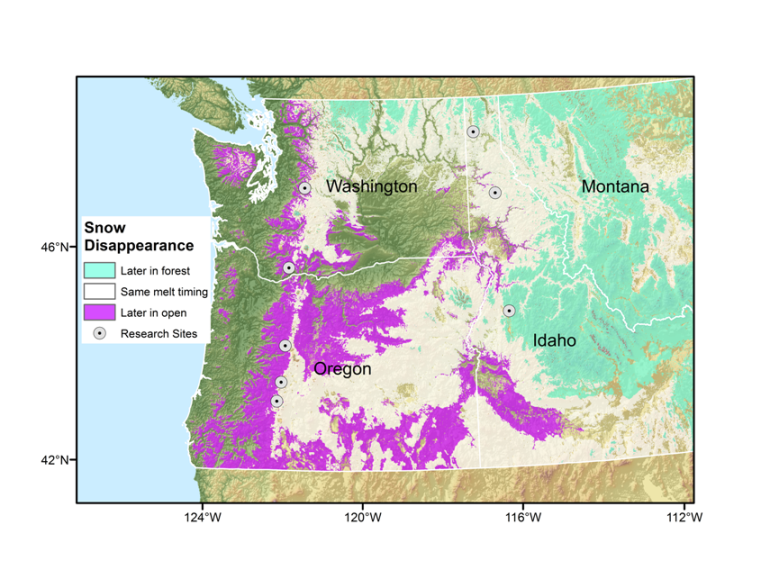 Washington
Montana
Snow
Disappearance
46°N
Later in forest
Same melt timing
Later in open
Research Sites
Idaho
Oregon
42°N
124°W
120°W
116°W
112°W